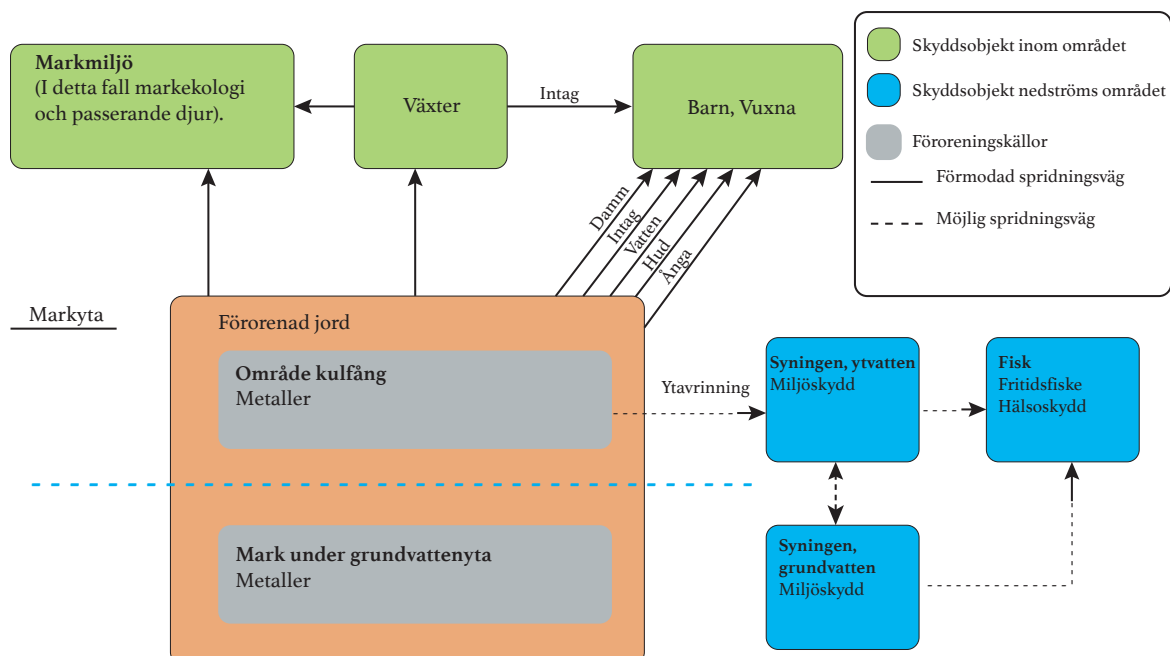 Markmiljö
(I detta fall markekologi
och passerande djur).
Växter
Intag
Barn, Vuxna
Skyddsobjekt inom området
Skyddsobjekt nedströms området
Föroreningskällor
Förmodad spridningsväg
Möjlig spridningsväg
Damm
Intag
Vatten
Hud
Ånga
Markyta
Förorenad jord
Område kulfång
Metaller
Ytavrinning
Syningen, ytvatten
Miljöskydd
Fisk
Fritidsfiske
Hälsoskydd
Mark under grundvattenyta
Metaller
Syningen,
grundvatten
Miljöskydd